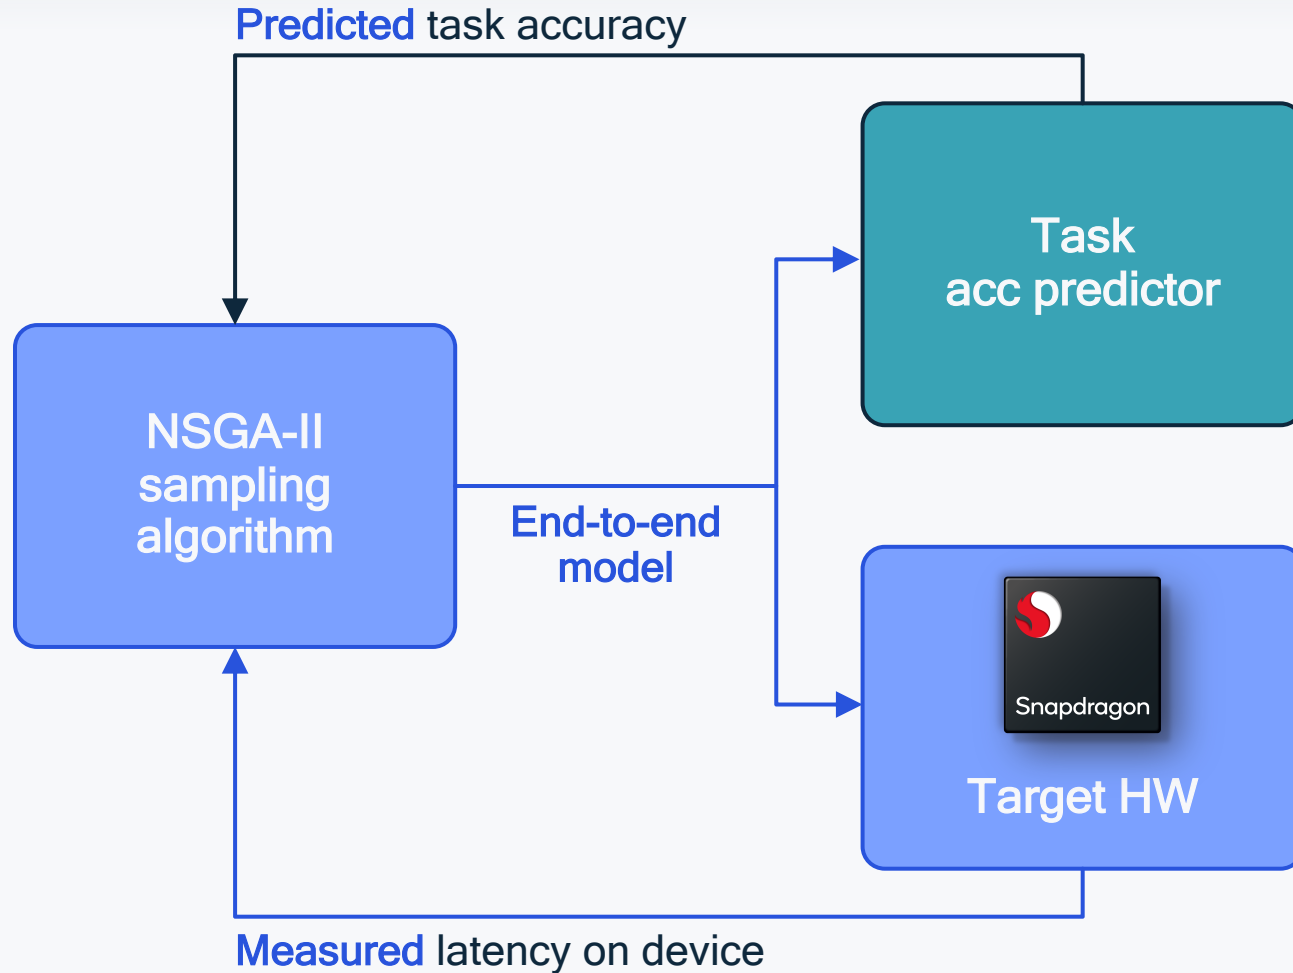 Predicted task accuracy
Task
acc predictor
NSGA-II
sampling
algorithm
End-to-end
model
Snapdragon
Target HW
Measured latency on device